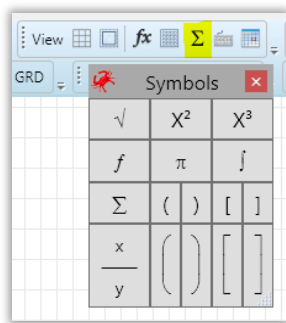 View fx Σ
GRD
Symbols
√ X² X³
f π ∫
Σ ( ) [ ]
x
y ( ) [ ]